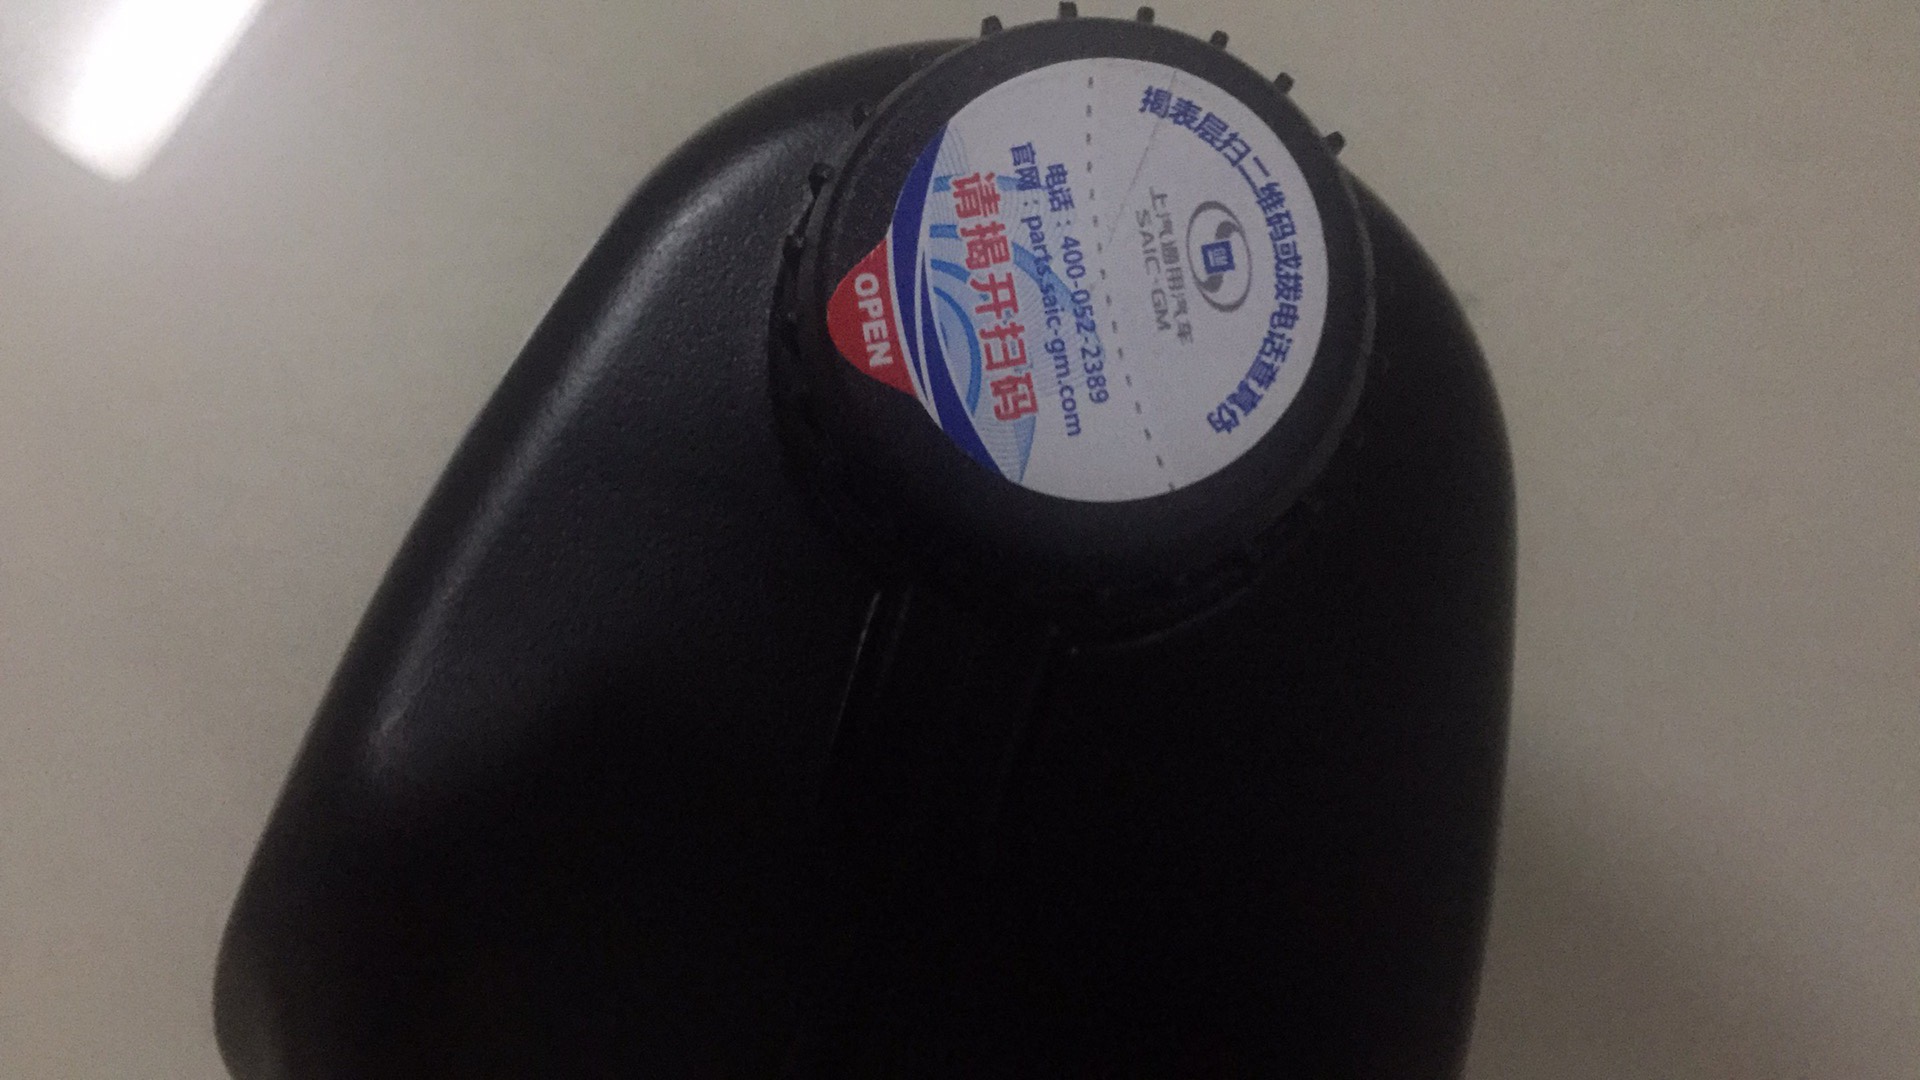 揭表层扫二维码或拨电话查真伪
GM
上汽通用汽车
SAIC-GM
电话：400-052-2389
官网：parts.saic-gm.com
请揭开扫码
OPEN